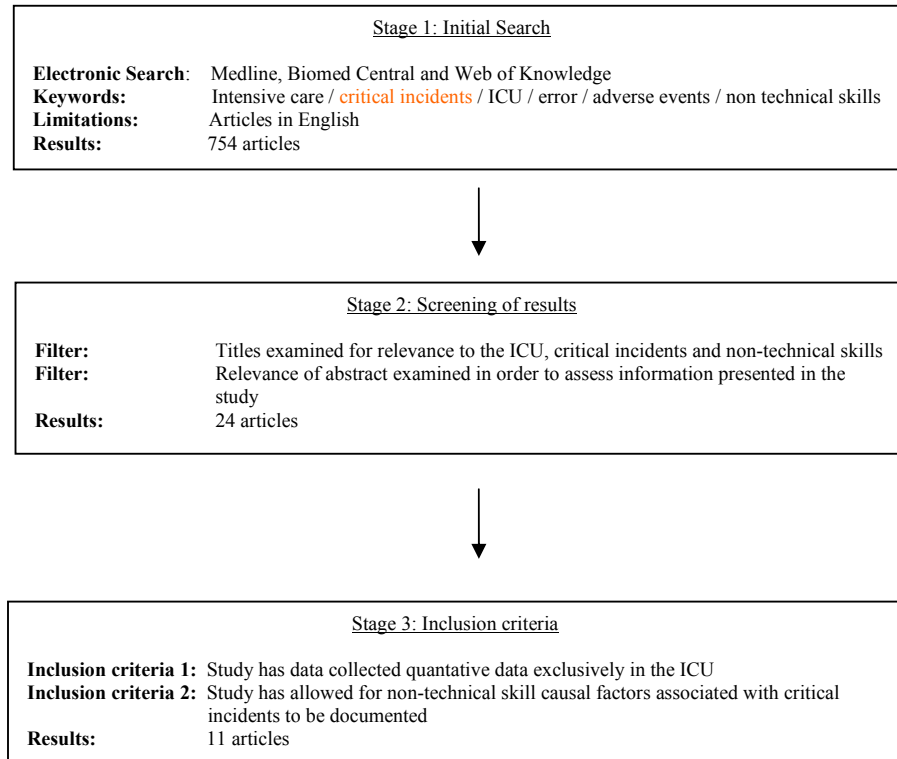 Stage 1: Initial Search
Electronic Search: Medline, Biomed Central and Web of Knowledge
Keywords: Intensive care / critical incidents / ICU / error / adverse events / non technical skills
Limitations: Articles in English
Results: 754 articles
Stage 2: Screening of results
Filter: Titles examined for relevance to the ICU, critical incidents and non-technical skills
Filter: Relevance of abstract examined in order to assess information presented in the
study
Results: 24 articles
Stage 3: Inclusion criteria
Inclusion criteria 1: Study has data collected quantative data exclusively in the ICU
Inclusion criteria 2: Study has allowed for non-technical skill causal factors associated with critical
incidents to be documented
Results: 11 articles